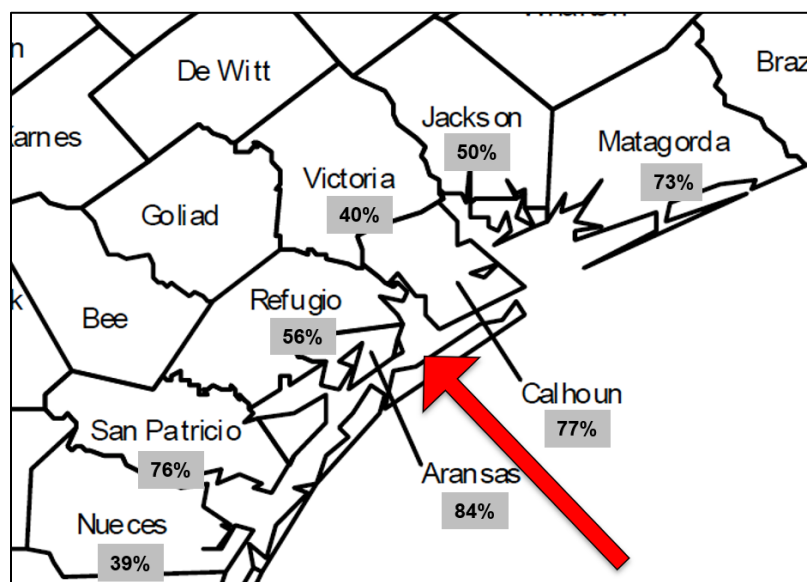 De Witt
Jackson
50%
Matagorda
73%
Karnes
Victoria
40%
Goliad
Refugio
56%
Bee
Calhoun
77%
San Patricio
76%
Aransas
84%
Nueces
39%